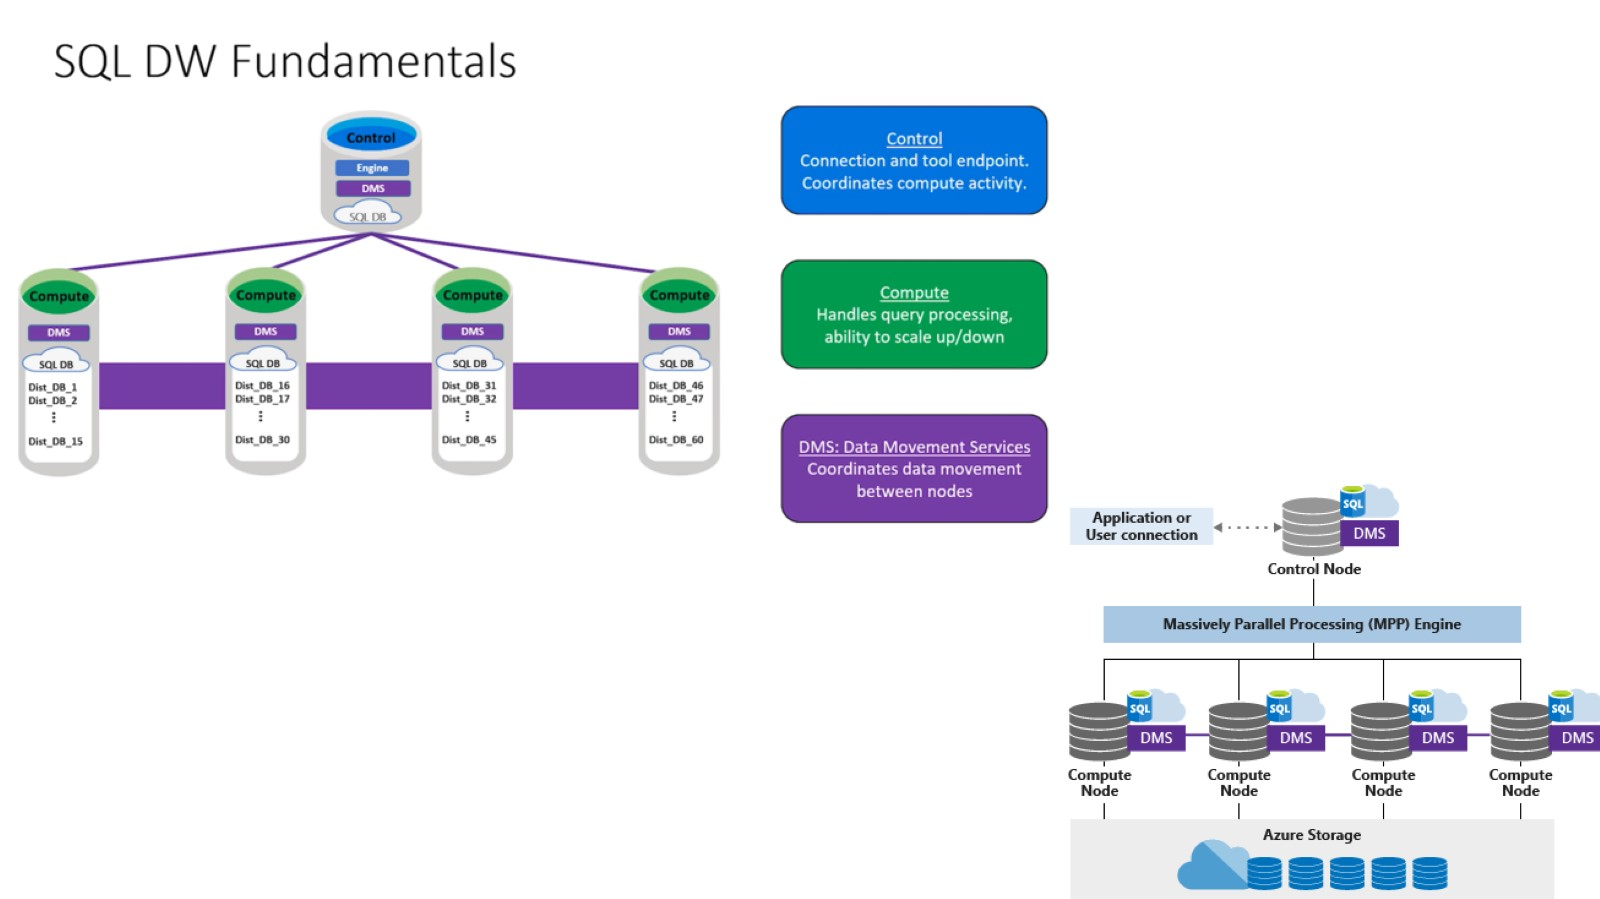 SQL DW Fundamentals
Control
Engine
DMS
SQL DB
Compute
DMS
SQL DB
Dist_DB_1
Dist_DB_2
Dist_DB_15
Compute
DMS
SQL DB
Dist_DB_16
Dist_DB_17
Dist_DB_30
Compute
DMS
SQL DB
Dist_DB_31
Dist_DB_32
Dist_DB_45
Compute
DMS
SQL DB
Dist_DB_46
Dist_DB_47
Dist_DB_60
Control
Connection and tool endpoint.
Coordinates compute activity.
Compute
Handles query processing,
ability to scale up/down
DMS: Data Movement Services
Coordinates data movement
between nodes
Application or
User connection
SQL
DMS
Control Node
Massively Parallel Processing (MPP) Engine
SQL
DMS
Compute
Node
SQL
DMS
Compute
Node
SQL
DMS
Compute
Node
SQL
DMS
Compute
Node
Azure Storage